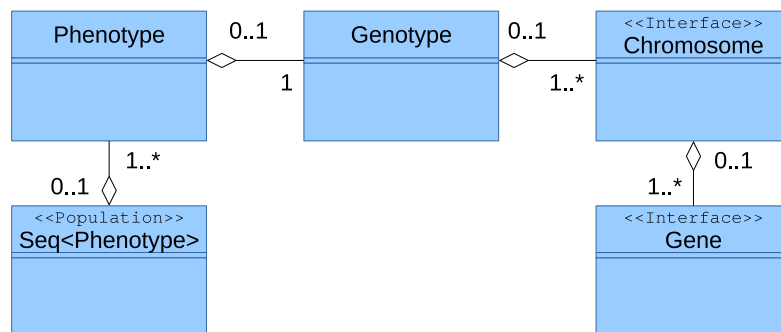 Phenotype
0..1
1
Genotype
0..1
1..*
<<Interface>>
Chromosome
1..*
0..1
<<Population>>
Seq<Phenotype>
0..1
1..*
<<Interface>>
Gene